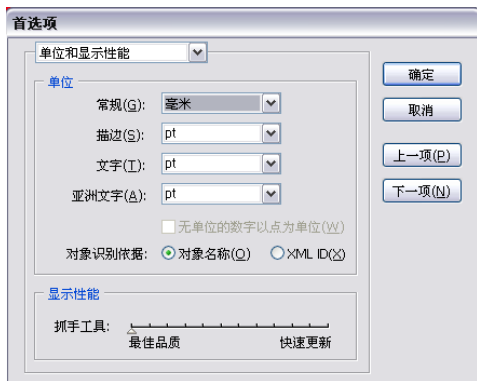 首选项
单位和显示性能
单位
常规(G): 毫米
描边(S): pt
文字(T): pt
亚洲文字(A): pt
无单位的数字以点为单位(W)
对象识别依据: 对象名称(O) XML ID(X)
显示性能
抓手工具:
最佳品质 快速更新
确定
取消
上一项(P)
下一项(N)